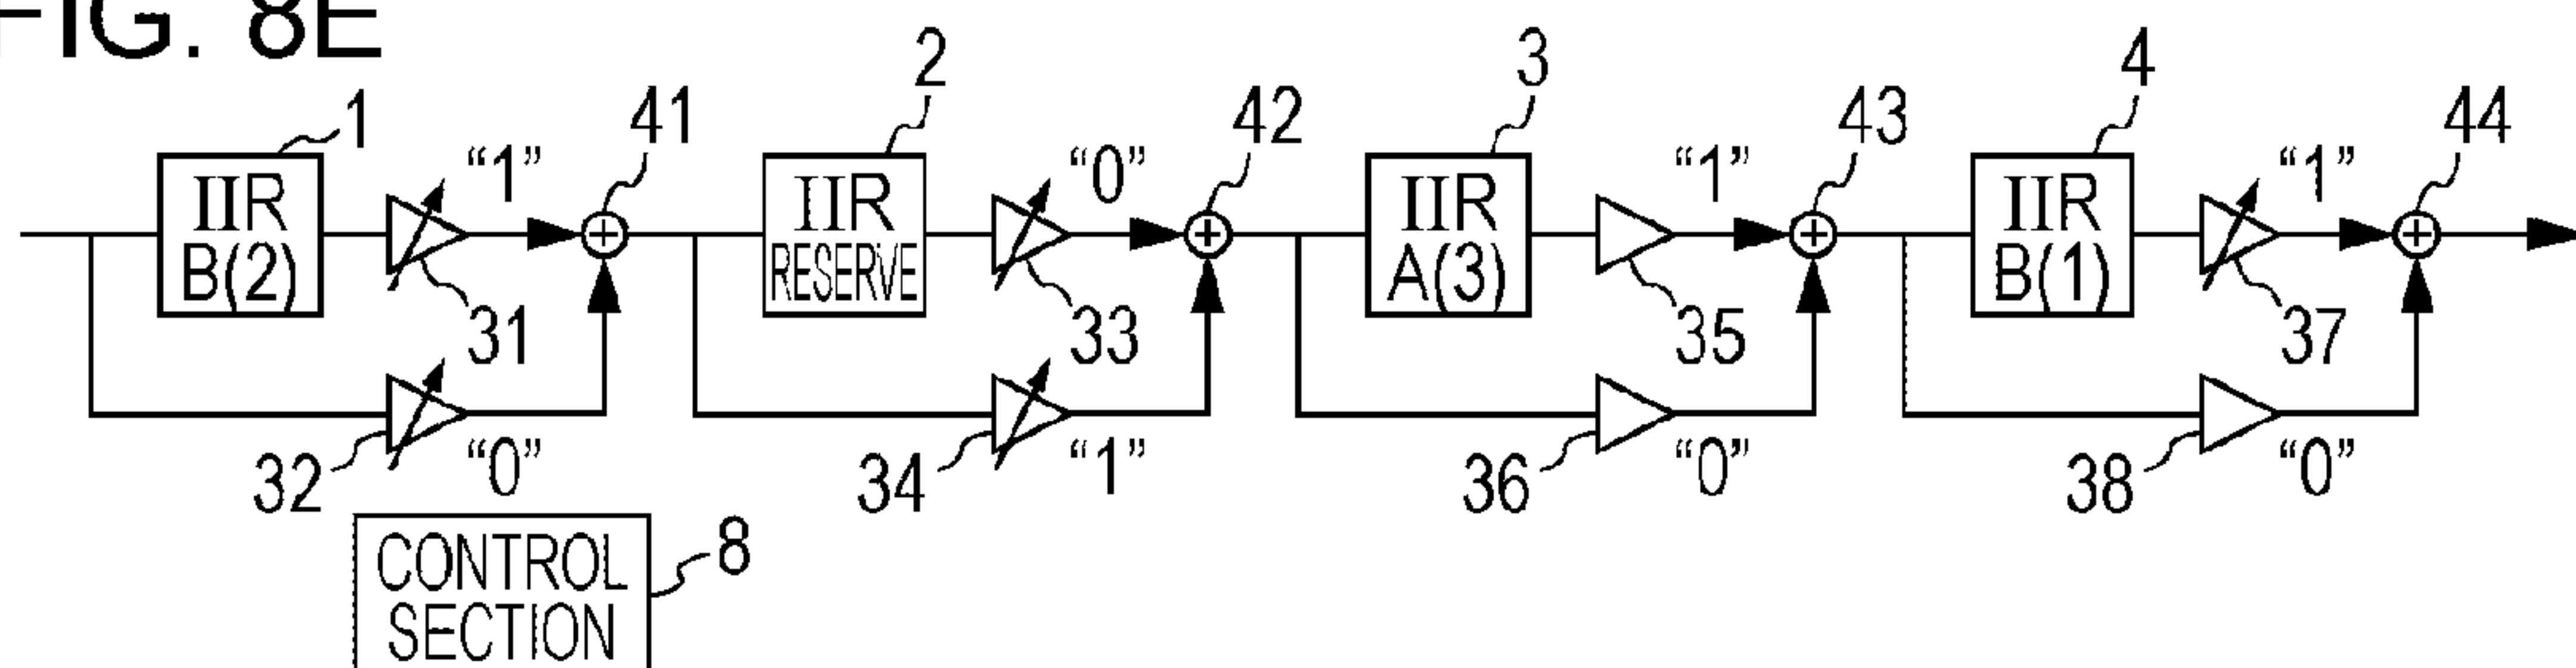 FIG. 8E
1
41
2
42
3
43
4
44
IIR
B(2)
"1"
IIR
RESERVE
"0"
IIR
A(3)
"1"
IIR
B(1)
"1"
31
33
35
37
32
"0"
34
"1"
36
"0"
38
"0"
CONTROL
SECTION
8